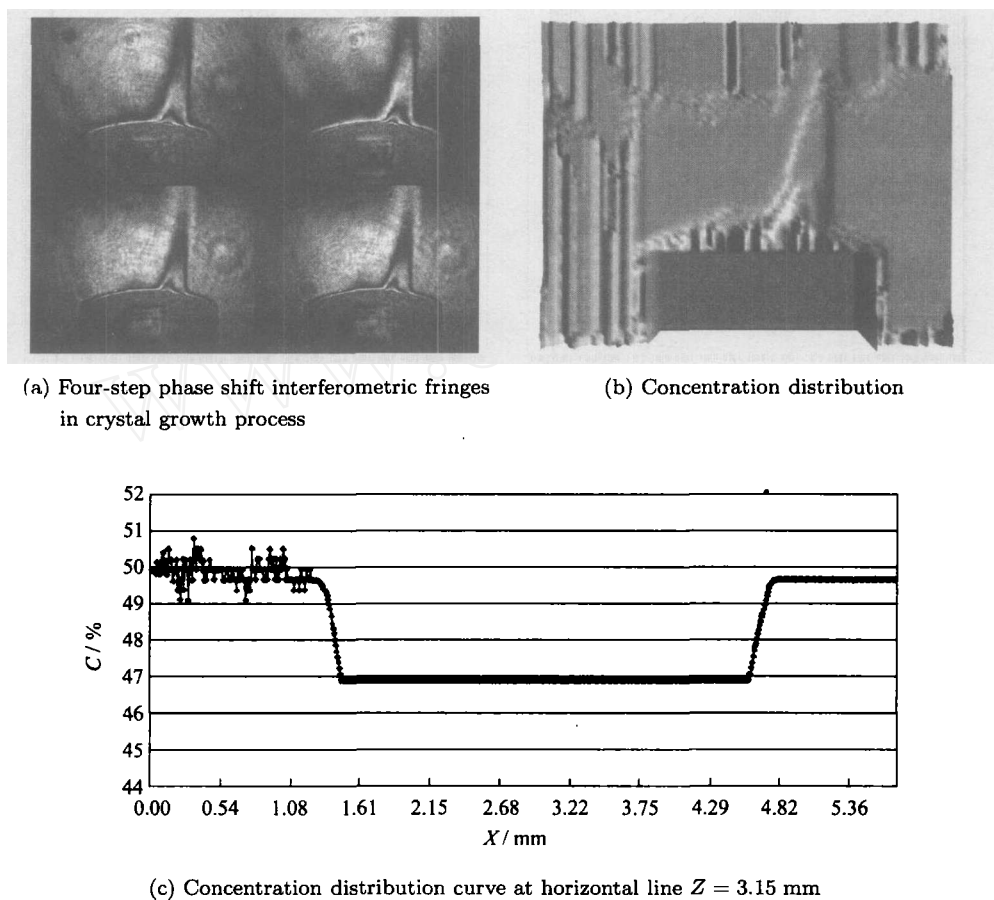 (a) Four-step phase shift interferometric fringes
in crystal growth process
(b) Concentration distribution
52
51
50
49
48
47
46
45
44
C / %
0.00 0.54 1.08 1.61 2.15 2.68 3.22 3.75 4.29 4.82 5.36
X / mm
(c) Concentration distribution curve at horizontal line Z = 3.15 mm